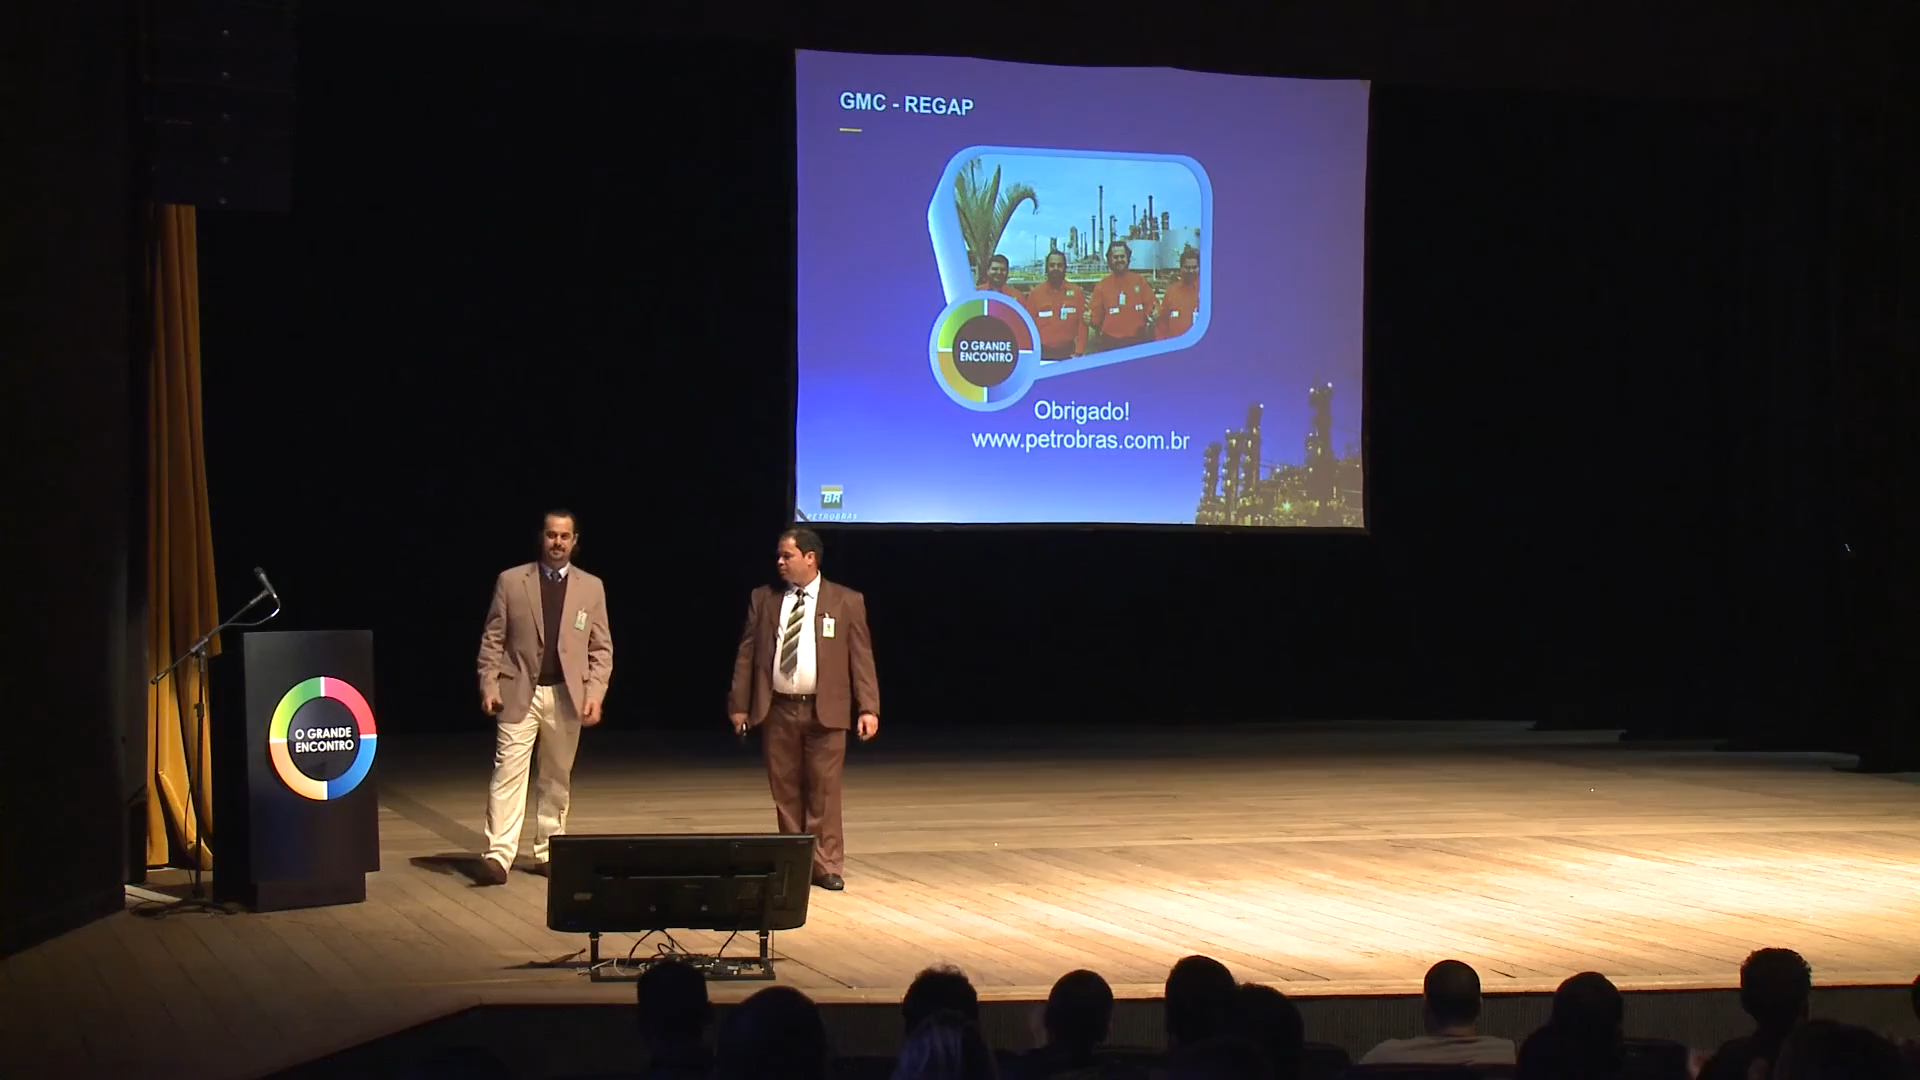 GMC - REGAP
O GRANDE
ENCONTRO
Obrigado!
www.petrobras.com.br
BR
PETROBRAS
O GRANDE
ENCONTRO